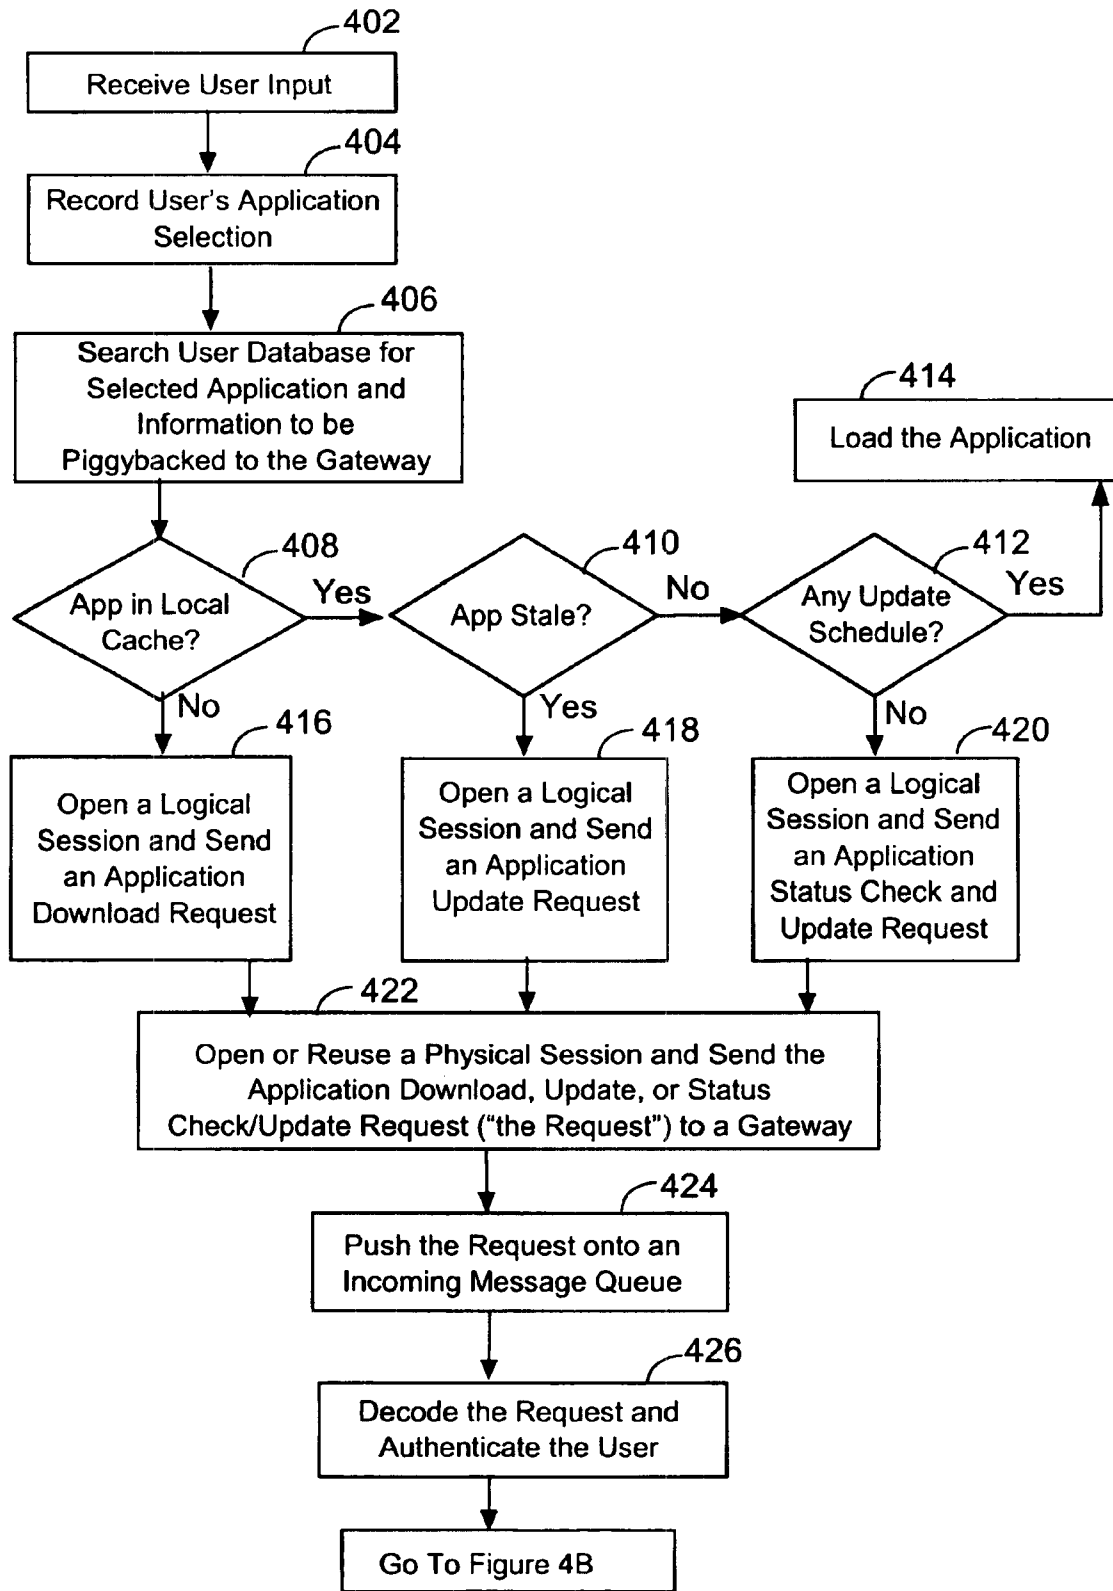 402
Receive User Input
404
Record User's Application
Selection
406
Search User Database for
Selected Application and
Information to be
Piggybacked to the Gateway
414
Load the Application
408
App in Local
Cache?
Yes
410
App Stale?
No
412
Any Update
Schedule?
Yes
No
Yes
No
416
Open a Logical
Session and Send
an Application
Download Request
418
Open a Logical
Session and Send
an Application
Update Request
420
Open a Logical
Session and Send
an Application
Status Check and
Update Request
422
Open or Reuse a Physical Session and Send the
Application Download, Update, or Status
Check/Update Request ("the Request") to a Gateway
424
Push the Request onto an
Incoming Message Queue
426
Decode the Request and
Authenticate the User
Go To Figure 4B